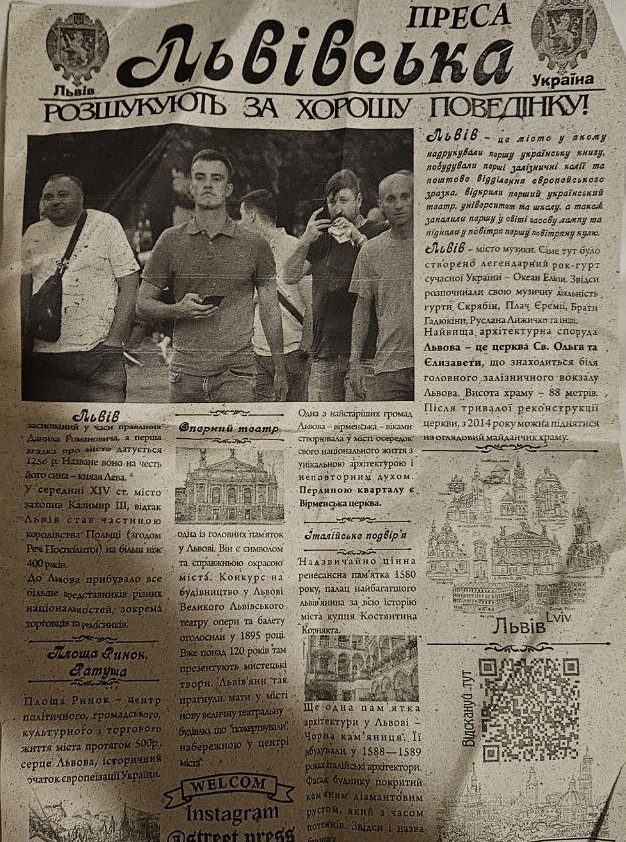 ПРЕСА
Львівська
Львів
Україна
РОЗШУКУЮТЬ ЗА ХОРОШУ ПОВЕДІНКУ!
Львів – це місто у якому
надрукували першу українську книгу,
побудували перші залізничні колії та
поштове відділення європейського
зразка, відкрили перший український
театр, університет та школу, а також
запалили першу у світі гасову лампу та
підняли у повітря першу повітряну кулю.
Львів – місто музики. Саме тут було
створено легендарний рок-гурт
сучасної України – Океан Ельзи. Звідси
розпочинали свою музичну діяльність
гурти Скрябін, Плач Єремії, Брати
Гадюкіни, Руслана Лижичко та інші.
Найвища архітектурна споруда
Львова – це церква Св. Ольги та
Єлизавети, що знаходиться біля
головного залізничного вокзалу
Львова. Висота храму – 88 метрів.
Після тривалої реконструкції
церкви, з 2014 року можна піднятися
на оглядовий майданчик храму.
Львів
заснований у часи правління
Данила Романовича, а перша
згадка про місто датується
1256 р. Назване воно на честь
його сина – князя Лева.
У середині XIV ст. місто
захопив Казимир III, відтак
Львів став частиною
королівства Польщі (згодом
Речі Посполитої) на більш ніж
400 років.
До Львова прибувало все
більше представників різних
національностей, зокрема
торговців та ремісників.
Площа Ринок,
Ратуша
Площа Ринок – центр
політичного, громадського,
культурного і торгового
життя міста протягом 500р,
серце Львова, історичний
початок європеїзації України.
Оперний театр
одна із головних пам'яток
у Львові. Він є символом
та справжньою окрасою
міста. Конкурс на
будівництво у Львові
Великого Львівського
театру опери та балету
оголосили у 1895 році.
Вже понад 120 років там
презентують мистецькі
твори. Львів'яни так
прагнули мати у місті
нову величну театральну
будівлю, що "пожертвували"
набережною у центрі
міста.
WELCOM
Instagram
@street press
Одна з найстаріших громад
Львова – вірменська – віками
створювала у місті осередок
свого національного життя з
унікальною архітектурою і
неповторним духом.
Перлиною кварталу є
Вірменська церква.
Італійське подвір'я
Надзвичайно цінна
ренесансна пам'ятка 1580
року, палац найбагатшого
львів'янина за всю історію
міста купця Костянтина
Корнякта.
Ще одна пам'ятка
архітектури у Львові –
"Чорна кам'яниця". Її
збудували у 1588—1589
роках італійські архітектори.
Фасад будинку покритий
кам'яним діамантовим
рустом, який з часом
потемнів. Звідси і назва
Львів
Lviv
Відскануй тут